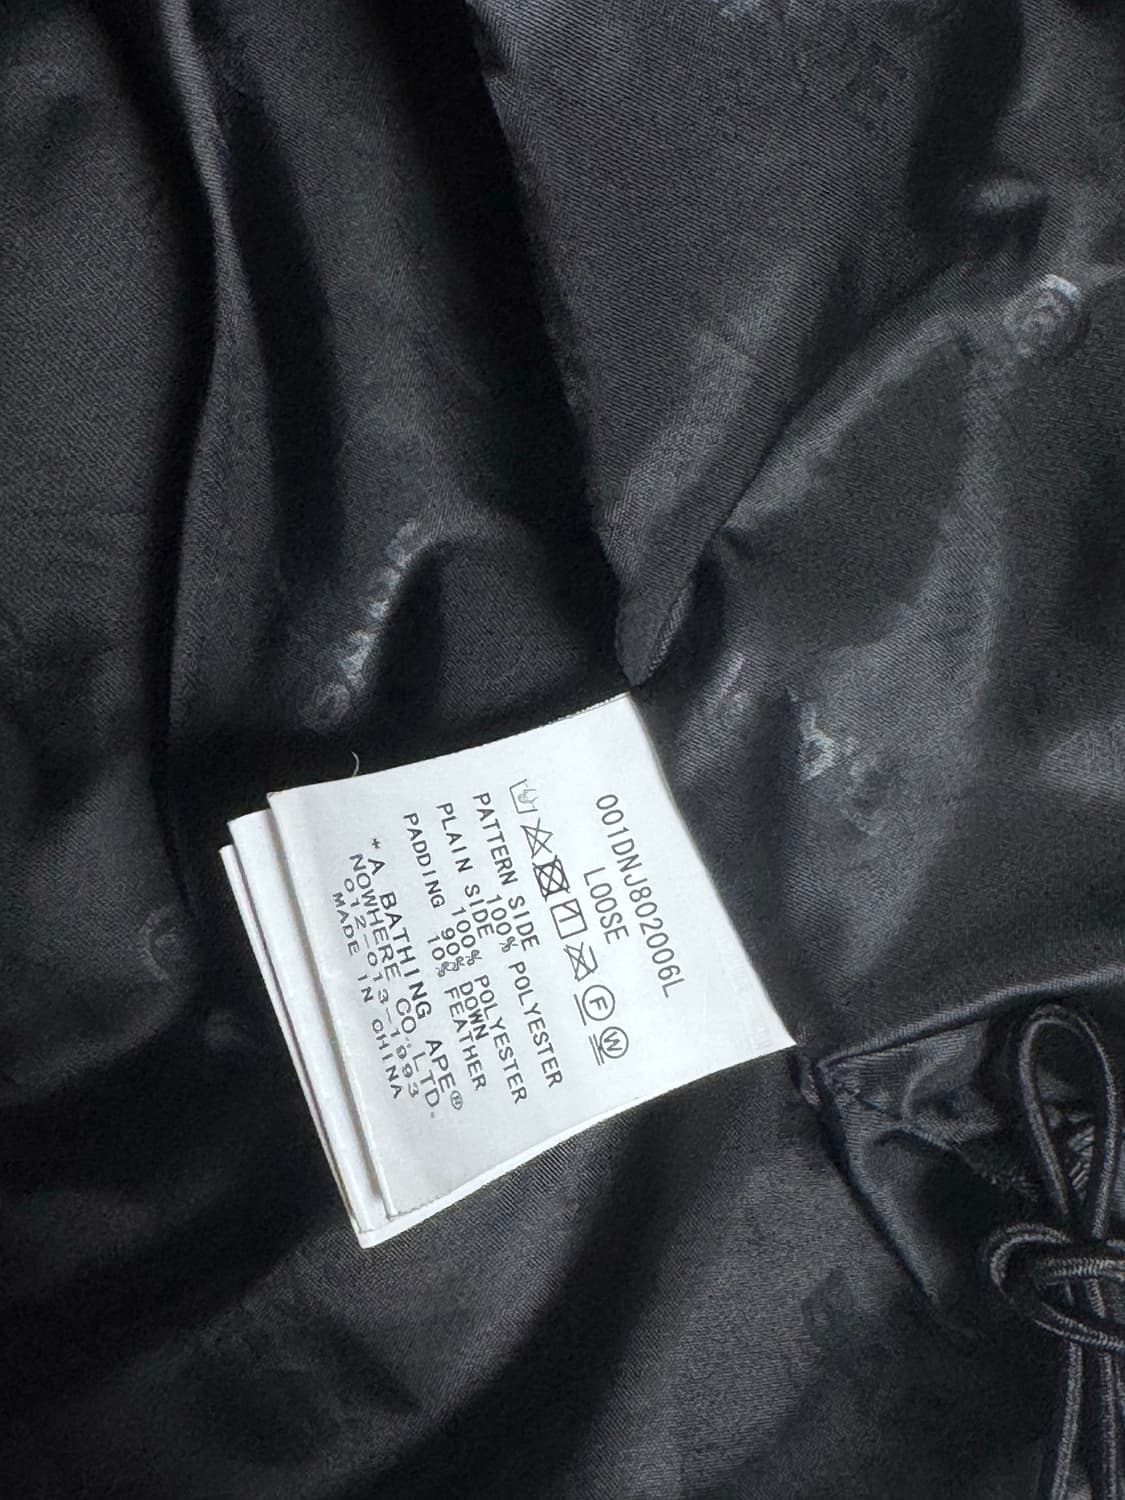 001DNJ802006L
LOOSE
F W
PATTERN SIDE
100% POLYESTER
PLAIN SIDE
100% POLYESTER
PADDING 90% DOWN
10% FEATHER
*A BATHING APE®
NOWHERE CO.,LTD.
012-013-1993
MADE IN CHINA